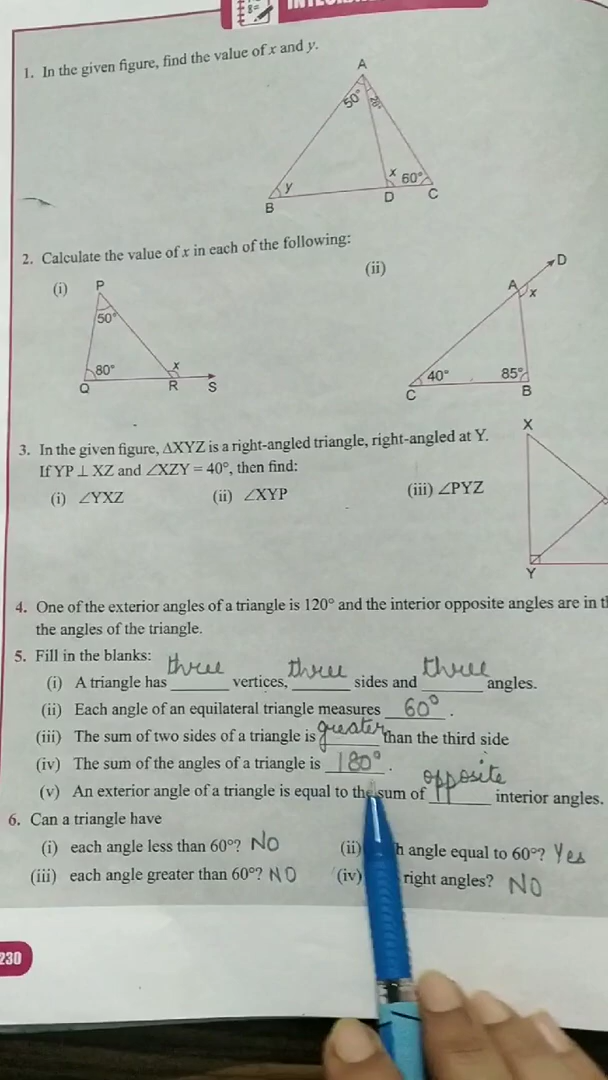 1. In the given figure, find the value of x and y.
A
50°
x
60°
y
B
D
C
2. Calculate the value of x in each of the following:
(i)
P
50°
80°
x
Q
R
S
(ii)
D
A
x
40°
85°
C
B
3. In the given figure, ΔXYZ is a right-angled triangle, right-angled at Y.
If YP ⊥ XZ and ∠XZY = 40°, then find:
(i) ∠YXZ (ii) ∠XYP (iii) ∠PYZ
X
Y
4. One of the exterior angles of a triangle is 120° and the interior opposite angles are in
the angles of the triangle.
5. Fill in the blanks:
(i) A triangle has three vertices, three sides and three angles.
(ii) Each angle of an equilateral triangle measures 60°.
(iii) The sum of two sides of a triangle is greater than the third side
(iv) The sum of the angles of a triangle is 180°.
(v) An exterior angle of a triangle is equal to the sum of opposite interior angles.
6. Can a triangle have
(i) each angle less than 60°? NO (ii) angle equal to 60°? Yes
(iii) each angle greater than 60°? NO (iv) right angles? NO
230